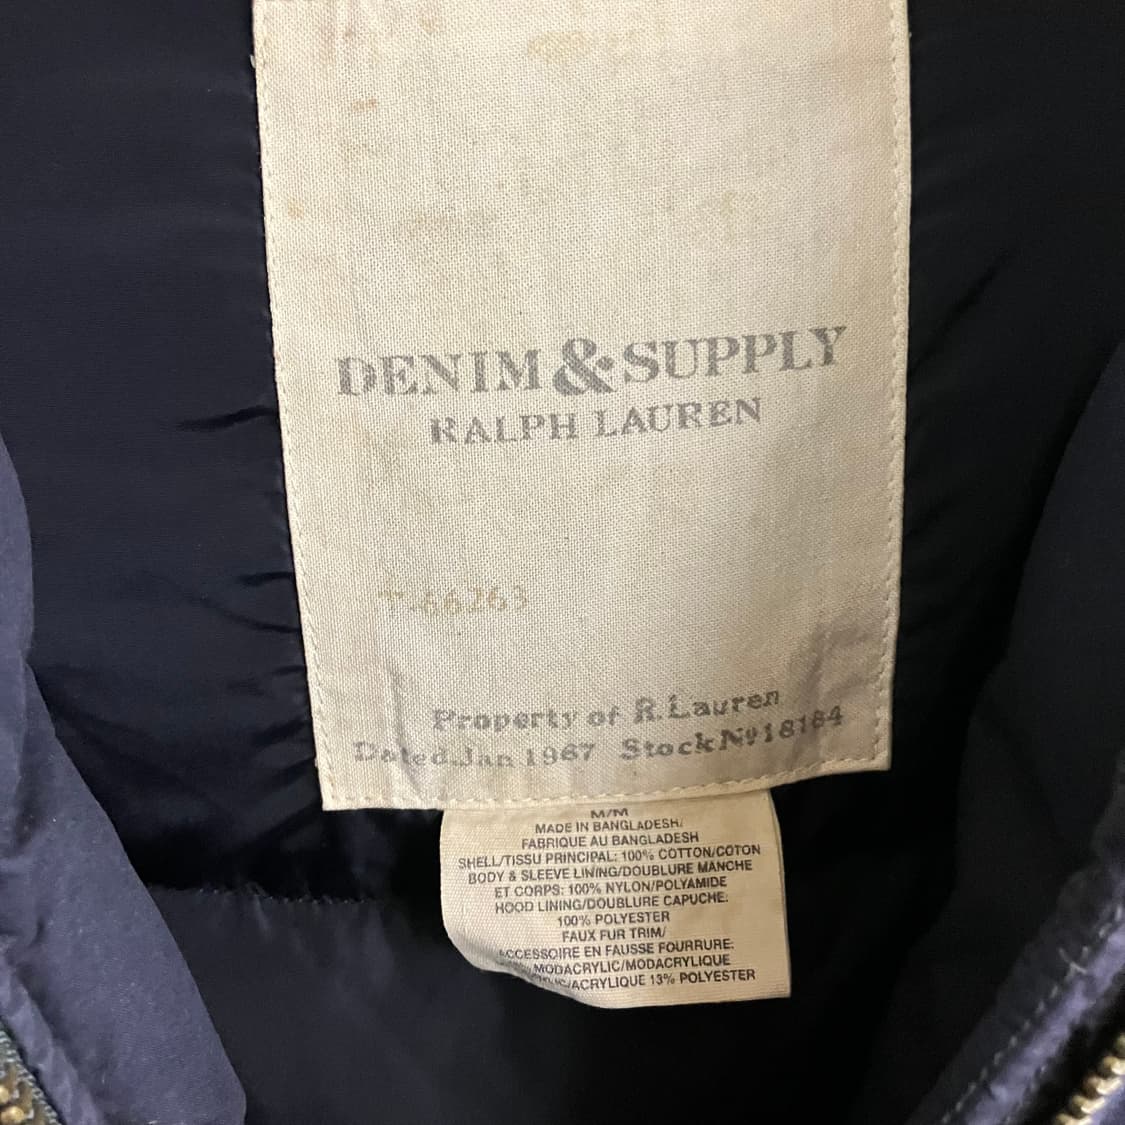 DENIM & SUPPLY
RALPH LAUREN
T-66263
Property of R.Lauren
Dated.Jan 1967 Stock No 18184
M/M
MADE IN BANGLADESH/
FABRIQUE AU BANGLADESH
SHELL/TISSU PRINCIPAL: 100% COTTON/COTON
BODY & SLEEVE LINING/DOUBLURE MANCHE
ET CORPS: 100% NYLON/POLYAMIDE
HOOD LINING/DOUBLURE CAPUCHE:
100% POLYESTER
FAUX FUR TRIM/
ACCESSOIRE EN FAUSSE FOURRURE:
MODACRYLIC/MODACRYLIQUE
/ACRYLIQUE 13% POLYESTER